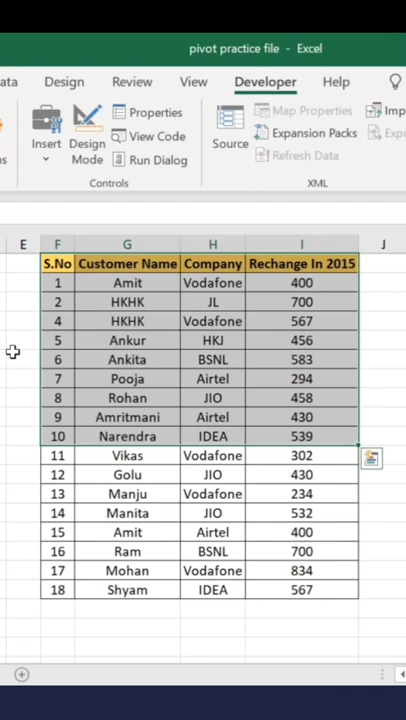 pivot practice file - Excel
ata Design Review View Developer Help
Insert Design Mode Properties View Code Run Dialog
Controls
Source Map Properties Expansion Packs Refresh Data Imp Exp
XML
E F G H I J
S.No Customer Name Company Rechange In 2015
1 Amit Vodafone 400
2 HKHK JL 700
4 HKHK Vodafone 567
5 Ankur HKJ 456
6 Ankita BSNL 583
7 Pooja Airtel 294
8 Rohan JIO 458
9 Amritmani Airtel 430
10 Narendra IDEA 539
11 Vikas Vodafone 302
12 Golu JIO 430
13 Manju Vodafone 234
14 Manita JIO 532
15 Amit Airtel 400
16 Ram BSNL 700
17 Mohan Vodafone 834
18 Shyam IDEA 567